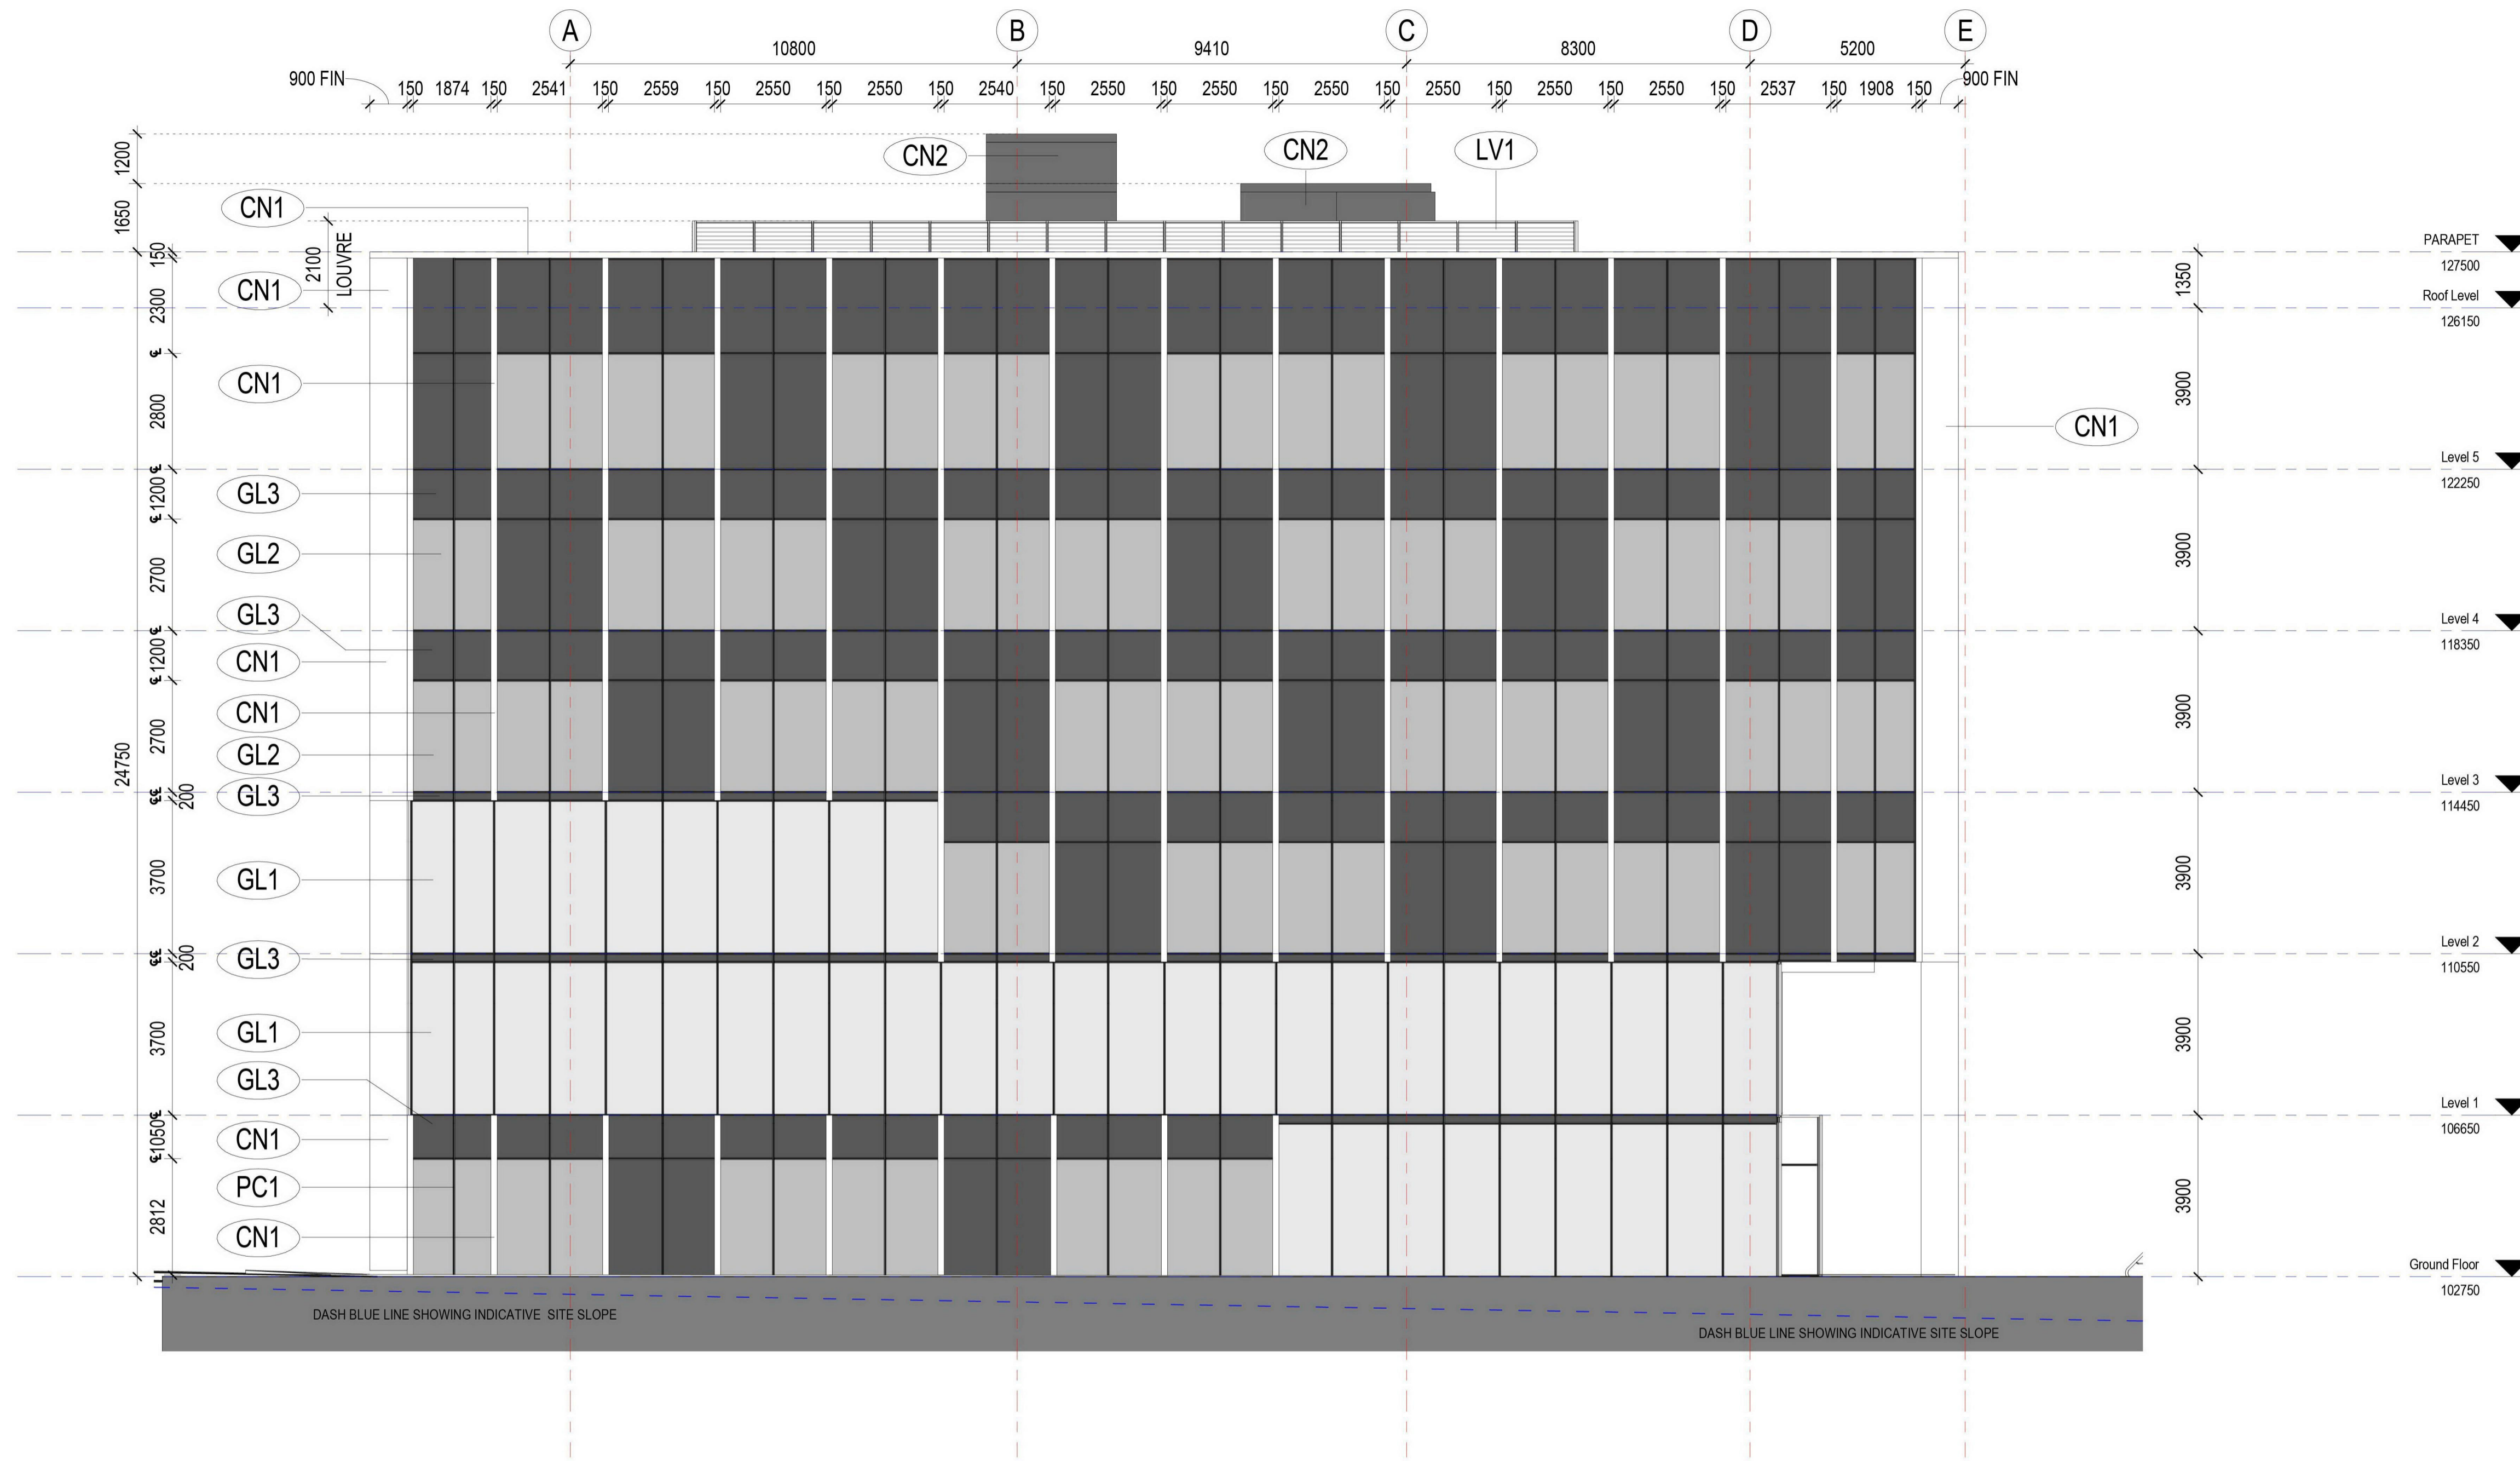 A
B
C
D
E
10800
9410
8300
5200
900 FIN
900 FIN
150 1874 150 2541 150 2559 150 2550 150 2550 150 2540 150 2550 150 2550 150 2550 150 2550 150 2550 150 2550 150 2537 150 1908 150
CN2
CN2
LV1
1200
1650
24750
2100
LOUVRE
150
2300
2800
1200
2700
1200
2700
200
3700
200
3700
1050
2812
CN1
CN1
CN1
GL3
GL2
GL3
CN1
CN1
GL2
GL3
GL1
GL3
GL1
GL3
CN1
PC1
CN1
CN1
1350
3900
3900
3900
3900
3900
3900
PARAPET
127500
Roof Level
126150
Level 5
122250
Level 4
118350
Level 3
114450
Level 2
110550
Level 1
106650
Ground Floor
102750
DASH BLUE LINE SHOWING INDICATIVE SITE SLOPE
DASH BLUE LINE SHOWING INDICATIVE SITE SLOPE